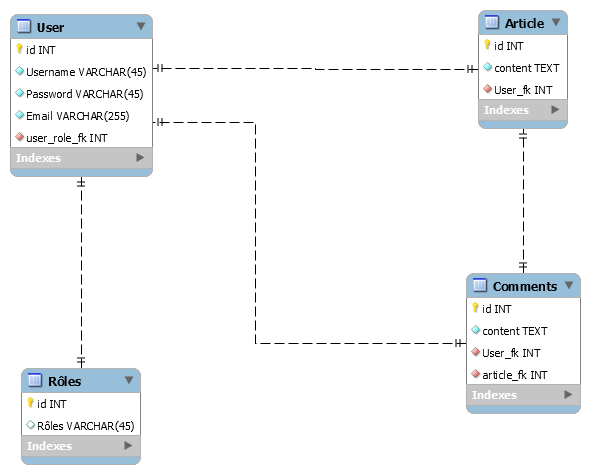 User
id INT
Username VARCHAR(45)
Password VARCHAR(45)
Email VARCHAR(255)
user_role_fk INT
Indexes
Article
id INT
content TEXT
User_fk INT
Indexes
Rôles
id INT
Rôles VARCHAR(45)
Indexes
Comments
id INT
content TEXT
User_fk INT
article_fk INT
Indexes